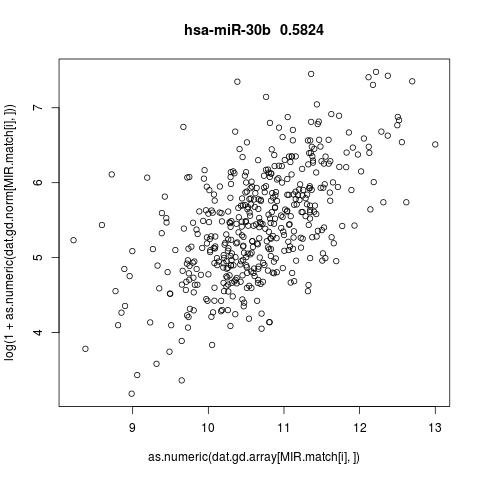 hsa-miR-30b 0.5824
log(1 + as.numeric(dat.gd.norm[MIR.match[i], ]))
7
6
5
4
9 10 11 12 13
as.numeric(dat.gd.array[MIR.match[i], ])